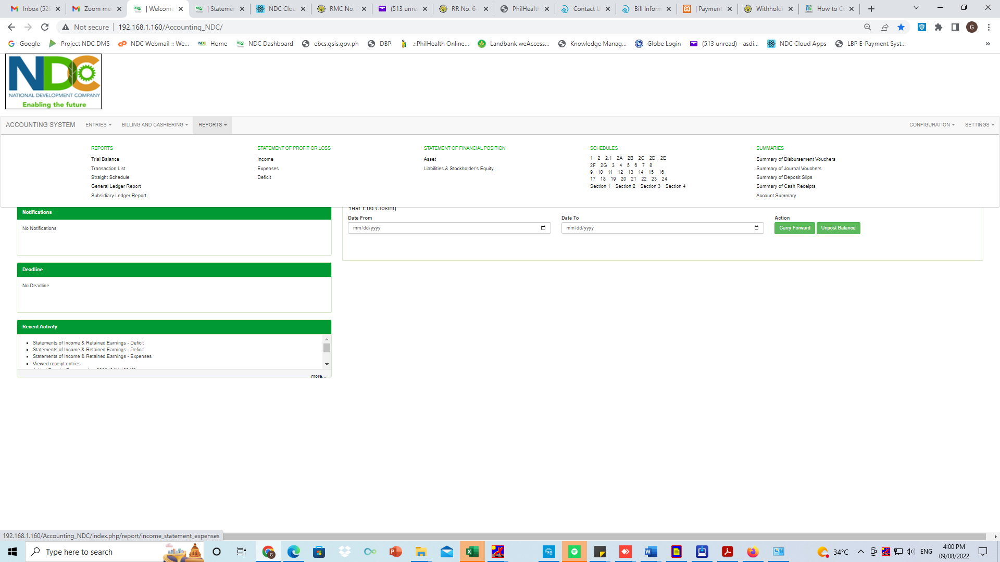 Inbox (529
Zoom me
| Welcome
| Statemen
NDC Clou
RMC No.
(513 unre
RR No. 6-
PhilHealth
Contact U
Bill Inform
| Payment
Withholdi
How to Co
Not secure
192.168.1.160/Accounting_NDC/
G
Google
Project NDC DMS
NDC Webmail :: We...
Home
NDC Dashboard
ebcs.gsis.gov.ph
DBP
.::PhilHealth Online...
Landbank weAccess...
Knowledge Manag...
Globe Login
(513 unread) - asdi...
NDC Cloud Apps
LBP E-Payment Syst...
»
NDC
NATIONAL DEVELOPMENT COMPANY
Enabling the future
ACCOUNTING SYSTEM
ENTRIES
BILLING AND CASHIERING
REPORTS
CONFIGURATION
SETTINGS
REPORTS
Trial Balance
Transaction List
Straight Schedule
General Ledger Report
Subsidiary Ledger Report
STATEMENT OF PROFIT OR LOSS
Income
Expenses
Deficit
STATEMENT OF FINANCIAL POSITION
Asset
Liabilities & Stockholder's Equity
SCHEDULES
1 2 2.1 2A 2B 2C 2D 2E
2F 2G 3 4 5 6 7 8
9 10 11 12 13 14 15 16
17 18 19 20 21 22 23 24
Section 1 Section 2 Section 3 Section 4
SUMMARIES
Summary of Disbursement Vouchers
Summary of Journal Vouchers
Summary of Deposit Slips
Summary of Cash Receipts
Account Summary
Notifications
No Notifications
Deadline
No Deadline
Recent Activity
Statements of Income & Retained Earnings - Deficit
Statements of Income & Retained Earnings - Deficit
Statements of Income & Retained Earnings - Expenses
Viewed receipt entries
more...
Year End Closing
Date From
mm/dd/yyyy
Date To
mm/dd/yyyy
Action
Carry Forward
Unpost Balance
192.168.1.160/Accounting_NDC/index.php/report/income_statement_expenses
Type here to search
34°C
ENG
4:00 PM
09/08/2022